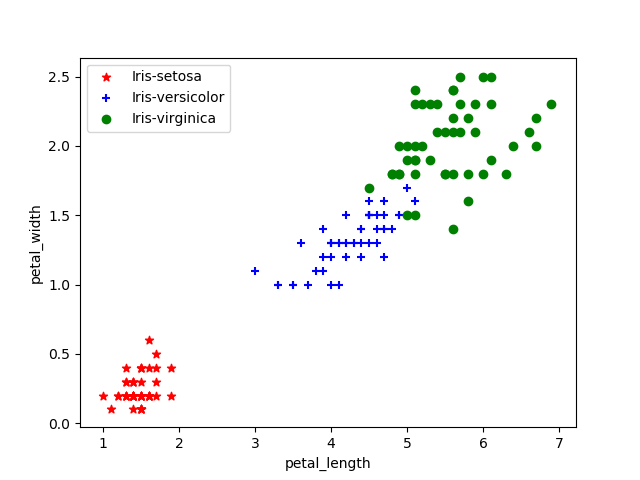 Iris-setosa
Iris-versicolor
Iris-virginica
2.5
2.0
1.5
1.0
0.5
0.0
petal_width
1 2 3 4 5 6 7
petal_length